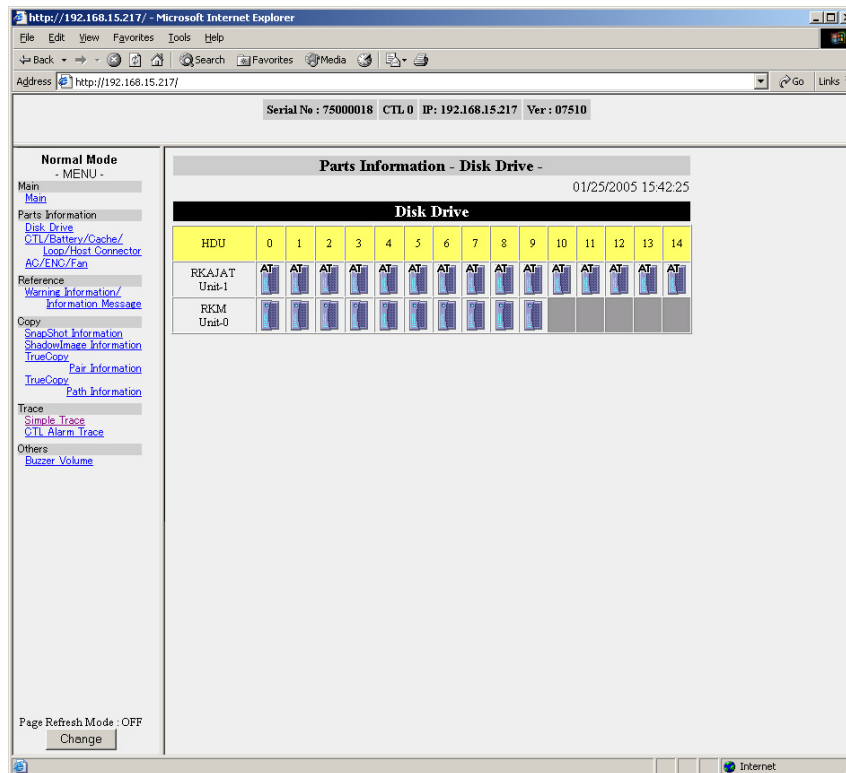 http://192.168.15.217/ - Microsoft Internet Explorer
File Edit View Favorites Tools Help
Back Search Favorites Media
Address http://192.168.15.217/ Go Links
Serial No : 75000018 CTL 0 IP: 192.168.15.217 Ver : 07510
Normal Mode
- MENU -
Main
Main
Parts Information
Disk Drive
CTL/Battery/Cache/
Loop/Host Connector
AC/ENC/Fan
Reference
Warning Information/
Information Message
Copy
SnapShot Information
ShadowImage Information
TrueCopy
Pair Information
TrueCopy
Path Information
Trace
Simple Trace
CTL Alarm Trace
Others
Buzzer Volume
Page Refresh Mode : OFF
Change
Parts Information - Disk Drive -
01/25/2005 15:42:25
Disk Drive
HDU 0 1 2 3 4 5 6 7 8 9 10 11 12 13 14
RKAJAT AT AT AT AT AT AT AT AT AT AT AT AT AT AT AT
Unit-1
RKM
Unit-0
Internet